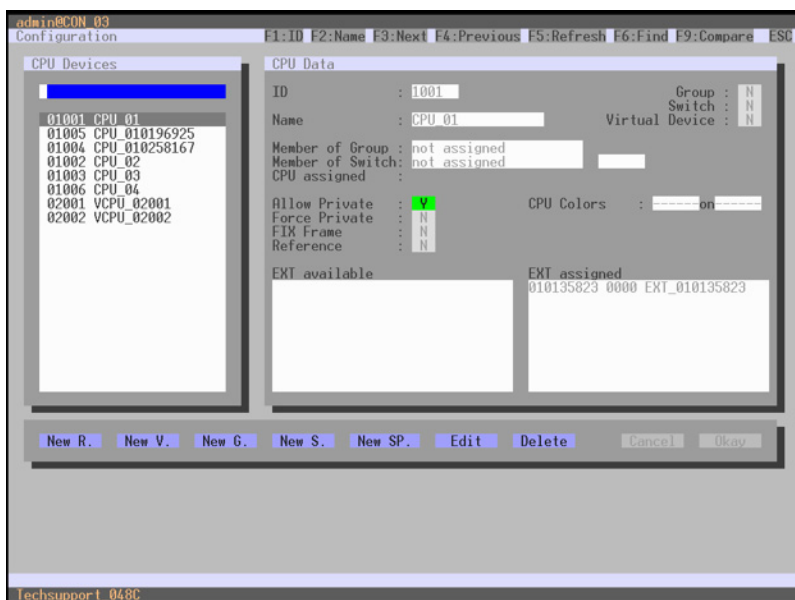 admin@CON_03
Configuration F1:ID F2:Name F3:Next F4:Previous F5:Refresh F6:Find F9:Compare ESC
CPU Devices
01001 CPU_01
01005 CPU_010196925
01004 CPU_010258167
01002 CPU_02
01003 CPU_03
01006 CPU_04
02001 VCPU_02001
02002 VCPU_02002
CPU Data
ID : 1001
Group : N
Switch : N
Name : CPU_01
Virtual Device : N
Member of Group : not assigned
Member of Switch: not assigned
CPU assigned :
Allow Private : Y
CPU Colors : ------on------
Force Private : N
FIX Frame : N
Reference : N
EXT available
EXT assigned
010135823 0000 EXT_010135823
New R. New V. New G. New S. New SP. Edit Delete Cancel Okay
Techsupport 048C